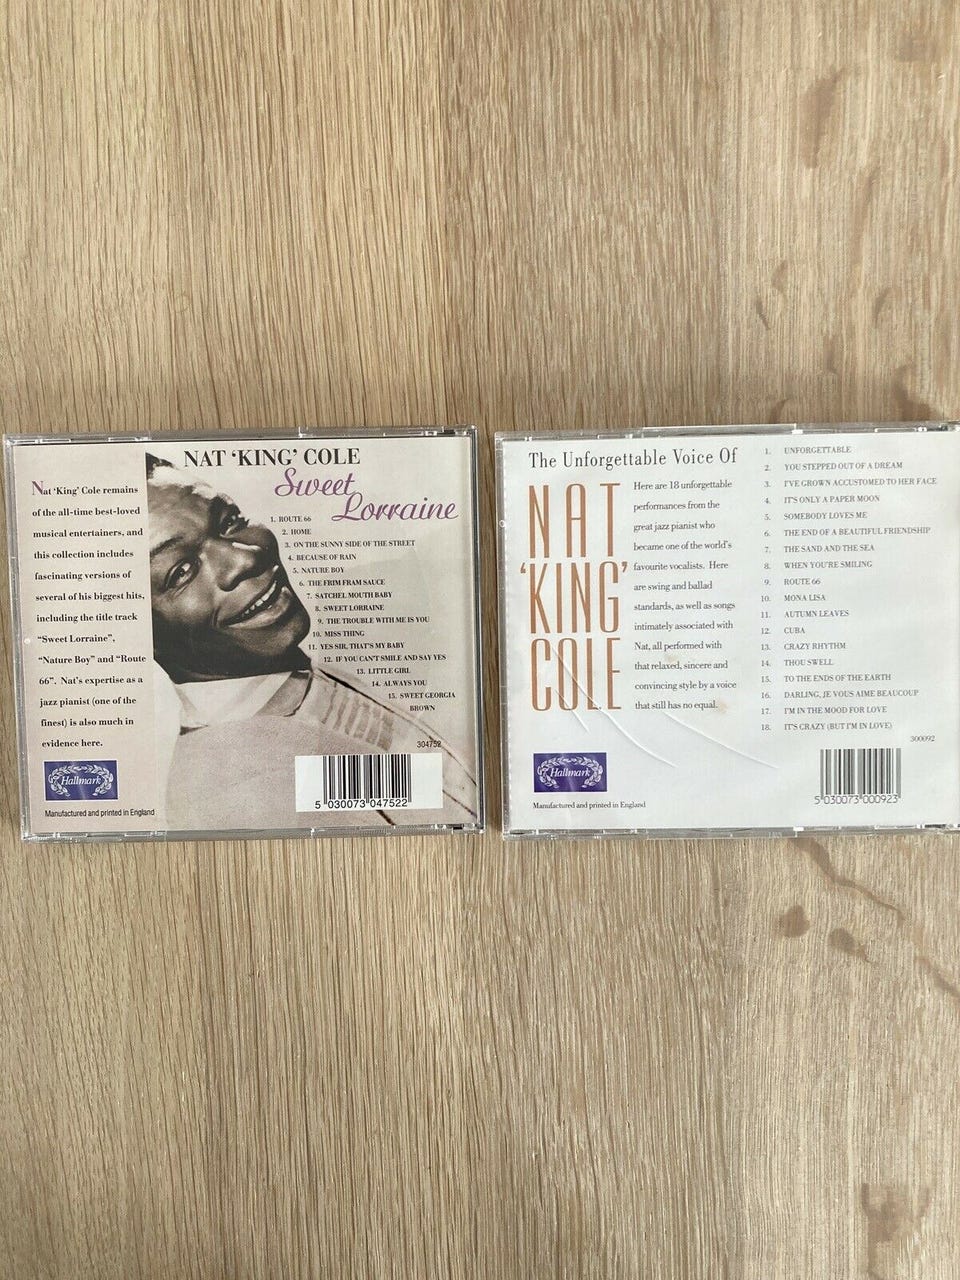 NAT 'KING' COLE
Sweet
Lorraine
Nat 'King' Cole remains
of the all-time best-loved
musical entertainers, and
this collection includes
fascinating versions of
several of his biggest hits,
including the title track
"Sweet Lorraine",
"Nature Boy" and "Route
66". Nat's expertise as a
jazz pianist (one of the
finest) is also much in
evidence here.
1. ROUTE 66
2. HOME
3. ON THE SUNNY SIDE OF THE STREET
4. BECAUSE OF RAIN
5. NATURE BOY
6. THE FRIM FRAM SAUCE
7. SATCHEL MOUTH BABY
8. SWEET LORRAINE
9. THE TROUBLE WITH ME IS YOU
10. MISS THING
11. YES SIR, THAT'S MY BABY
12. IF YOU CAN'T SMILE AND SAY YES
13. LITTLE GIRL
14. ALWAYS YOU
15. SWEET GEORGIA
BROWN
304752
Hallmark
5 030073 047522
Manufactured and printed in England
The Unforgettable Voice Of
NAT
'KING'
COLE
Here are 18 unforgettable
performances from the
great jazz pianist who
became one of the world's
favourite vocalists. Here
are swing and ballad
standards, as well as songs
intimately associated with
Nat, all performed with
that relaxed, sincere and
convincing style by a voice
that still has no equal.
1. UNFORGETTABLE
2. YOU STEPPED OUT OF A DREAM
3. I'VE GROWN ACCUSTOMED TO HER FACE
4. IT'S ONLY A PAPER MOON
5. SOMEBODY LOVES ME
6. THE END OF A BEAUTIFUL FRIENDSHIP
7. THE SAND AND THE SEA
8. WHEN YOU'RE SMILING
9. ROUTE 66
10. MONA LISA
11. AUTUMN LEAVES
12. CUBA
13. CRAZY RHYTHM
14. THOU SWELL
15. TO THE ENDS OF THE EARTH
16. DARLING, JE VOUS AIME BEAUCOUP
17. I'M IN THE MOOD FOR LOVE
18. IT'S CRAZY (BUT I'M IN LOVE)
300092
Hallmark
5 030073 000923
Manufactured and printed in England